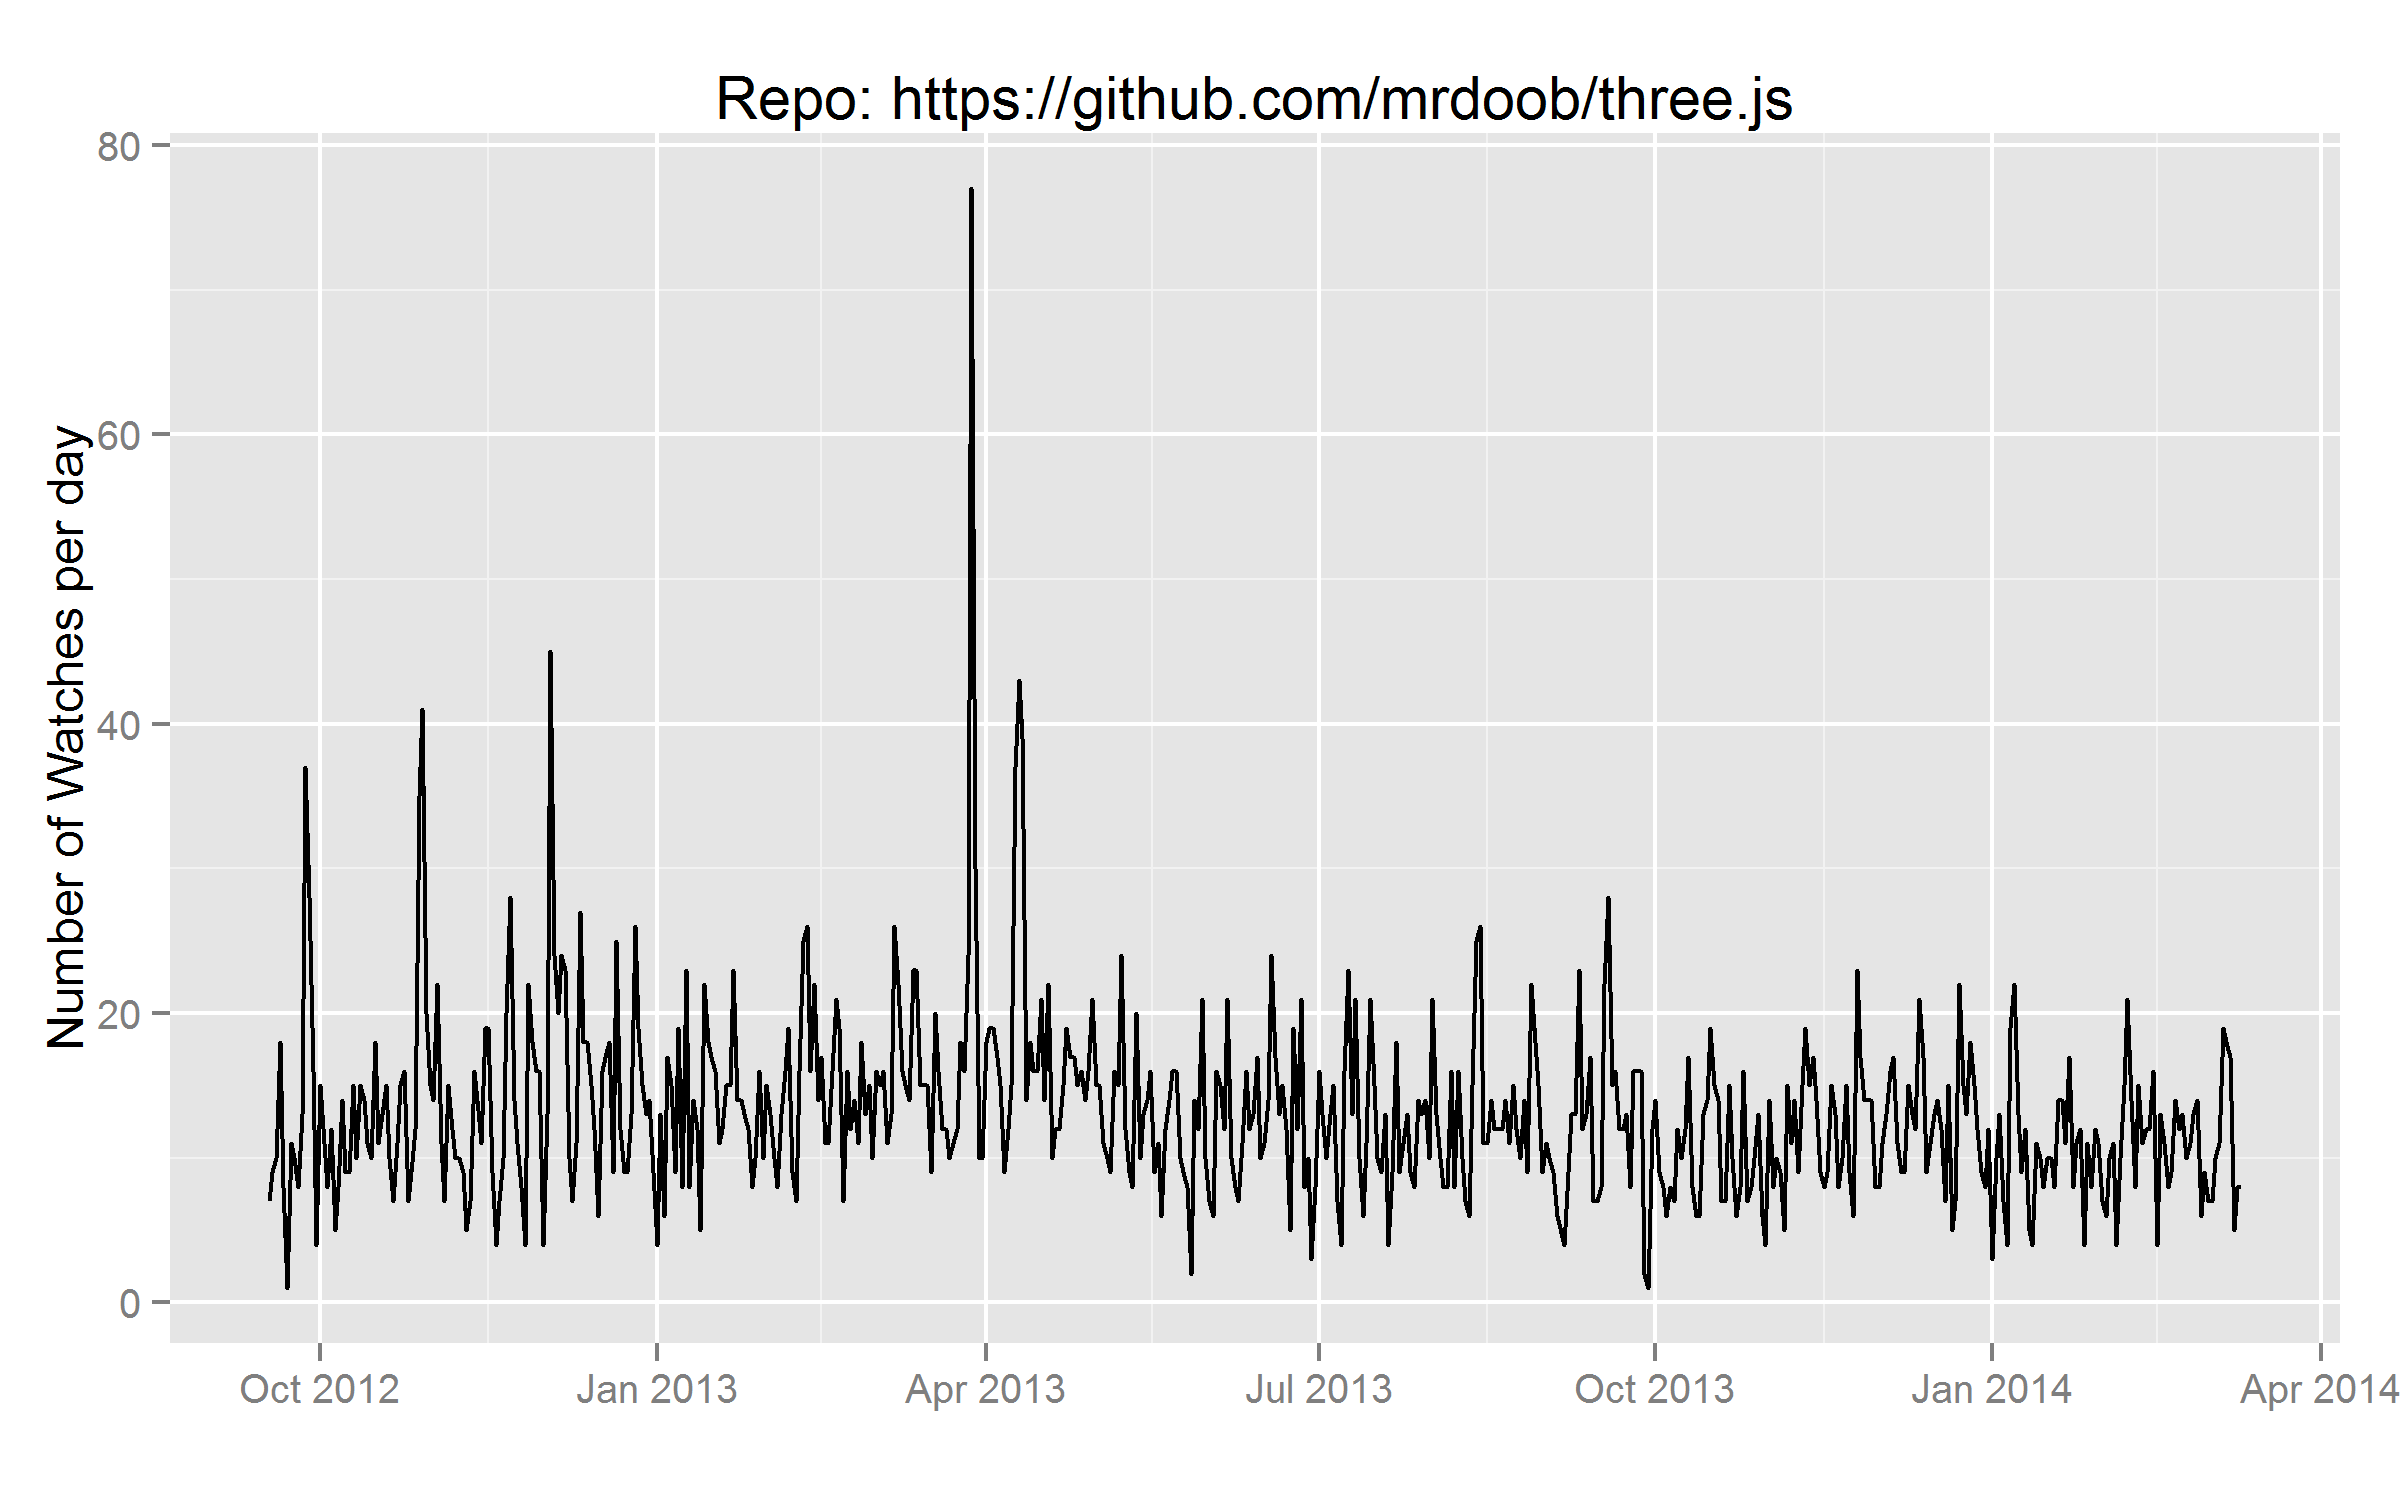 Repo: https://github.com/mrdoob/three.js
Number of Watches per day
80
60
40
20
0
Oct 2012
Jan 2013
Apr 2013
Jul 2013
Oct 2013
Jan 2014
Apr 2014